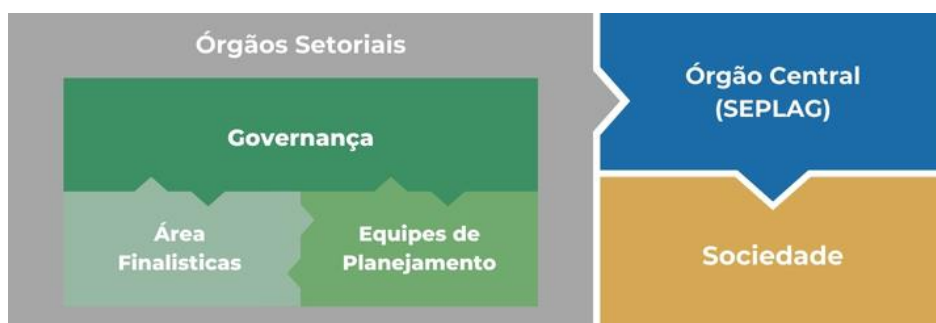 Órgãos Setoriais
Governança
Área
Finalisticas
Equipes de
Planejamento
Órgão Central
(SEPLAG)
Sociedade